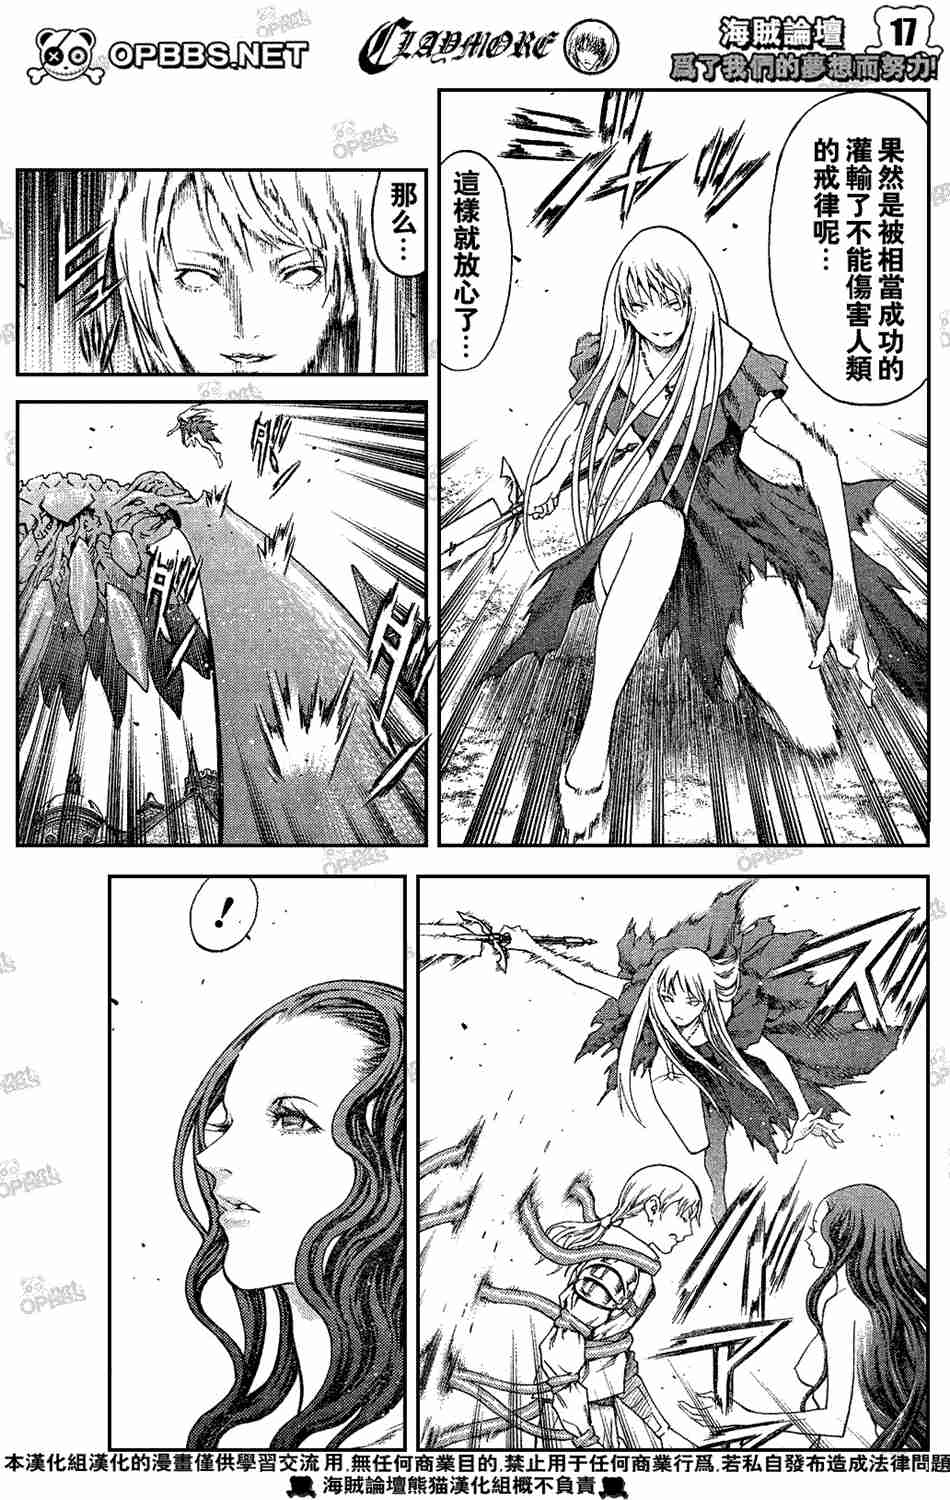 OPBBS.NET
CLAYMORE
海賊論壇
17
爲了我們的夢想而努力!
果然是被相當成功的
灌輸了不能傷害人類
的戒律呢…
這樣就放心了…
那么…
!
本漢化組漢化的漫畫僅供學習交流用,無任何商業目的,禁止用于任何商業行爲,若私自發布造成法律問題
海賊論壇熊猫漢化組概不負責